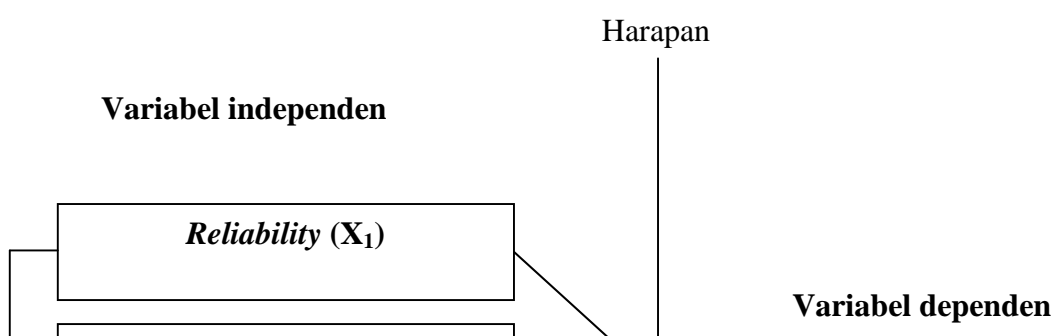 Harapan
Variabel independen
Reliability (X₁)
Variabel dependen